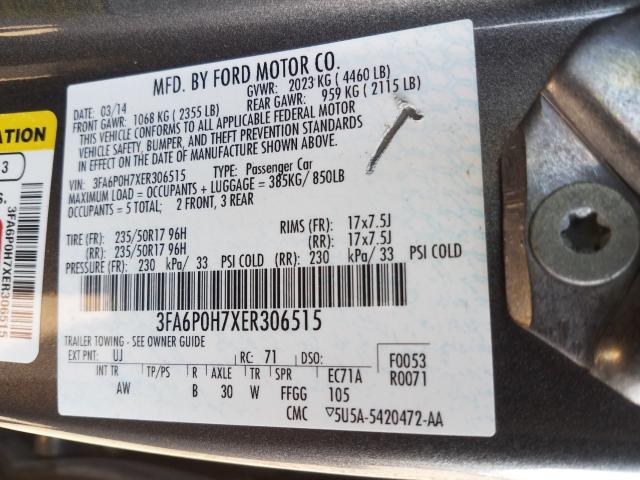 MFD. BY FORD MOTOR CO.
DATE: 03/14 GVWR: 2023 KG ( 4460 LB)
FRONT GAWR: 1068 KG ( 2355 LB) REAR GAWR: 959 KG ( 2115 LB)
THIS VEHICLE CONFORMS TO ALL APPLICABLE FEDERAL MOTOR
VEHICLE SAFETY, BUMPER, AND THEFT PREVENTION STANDARDS
IN EFFECT ON THE DATE OF MANUFACTURE SHOWN ABOVE.
VIN: 3FA6P0H7XER306515 TYPE: Passenger Car
MAXIMUM LOAD = OCCUPANTS + LUGGAGE = 385KG/ 850LB
OCCUPANTS = 5 TOTAL; 2 FRONT, 3 REAR
TIRE (FR): 235/50R17 96H RIMS (FR): 17x7.5J
(RR): 235/50R17 96H (RR): 17x7.5J
PRESSURE (FR): 230 kPa/ 33 PSI COLD (RR): 230 kPa/ 33 PSI COLD
3FA6P0H7XER306515
TRAILER TOWING - SEE OWNER GUIDE
EXT PNT: UJ RC: 71 DSO: F0053
INT TR TP/PS R AXLE TR SPR EC71A R0071
AW B 30 W FFGG 105
CMC ▽5U5A-5420472-AA
ATION
3
3FA6P0H7XER306515